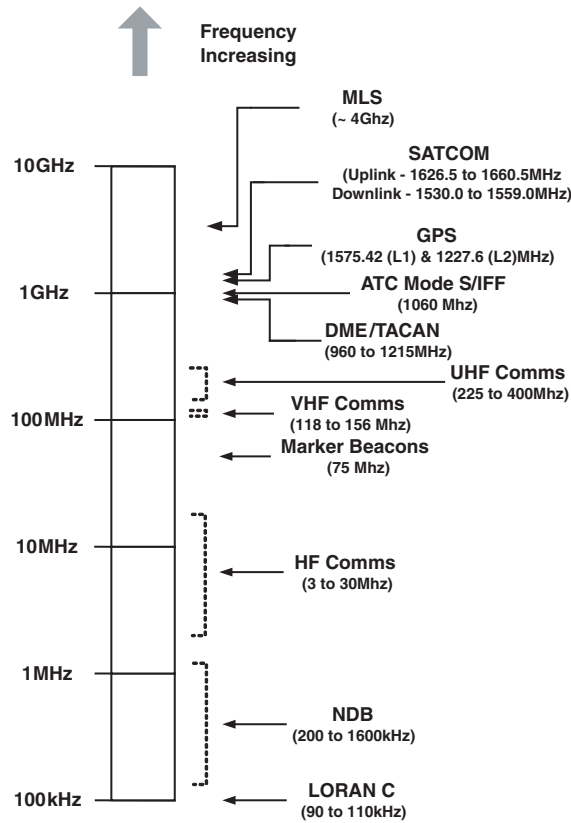 Frequency
Increasing
MLS
(~ 4Ghz)
SATCOM
(Uplink - 1626.5 to 1660.5MHz
Downlink - 1530.0 to 1559.0MHz)
10GHz
GPS
(1575.42 (L1) & 1227.6 (L2)MHz)
ATC Mode S/IFF
(1060 Mhz)
1GHz
DME/TACAN
(960 to 1215MHz)
UHF Comms
(225 to 400Mhz)
VHF Comms
(118 to 156 Mhz)
100MHz
Marker Beacons
(75 Mhz)
10MHz
HF Comms
(3 to 30Mhz)
1MHz
NDB
(200 to 1600kHz)
100kHz
LORAN C
(90 to 110kHz)